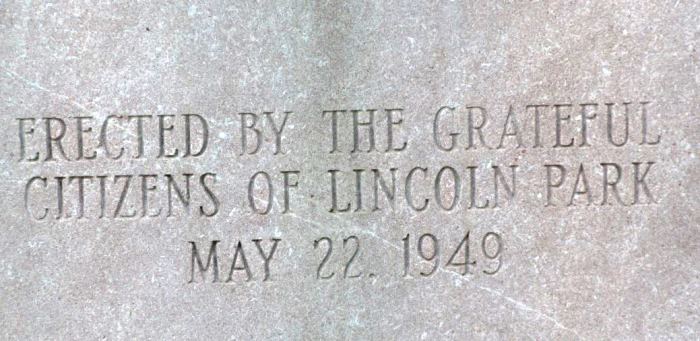 ERECTED BY THE GRATEFUL
CITIZENS OF LINCOLN PARK
MAY 22, 1949